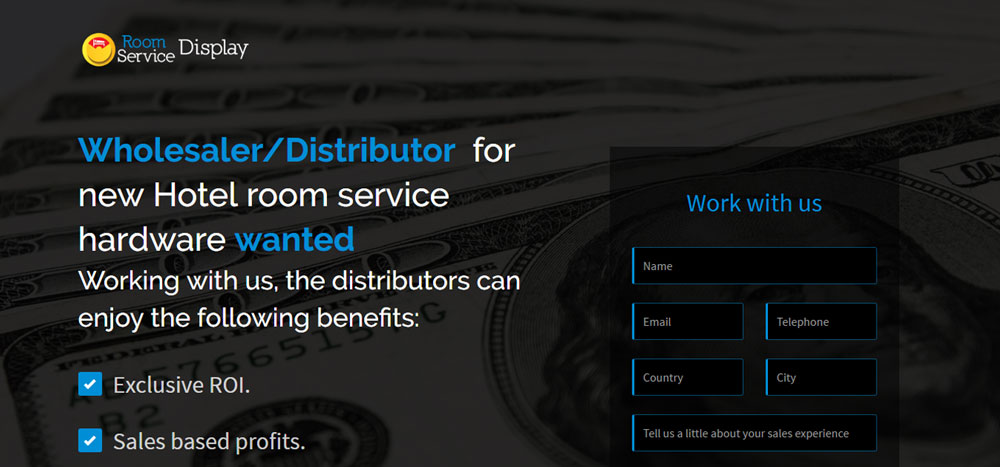 Room
Service Display
Wholesaler/Distributor for
new Hotel room service
hardware wanted
Working with us, the distributors can
enjoy the following benefits:
Exclusive ROI.
Sales based profits.
Work with us
Name
Email Telephone
Country City
Tell us a little about your sales experience